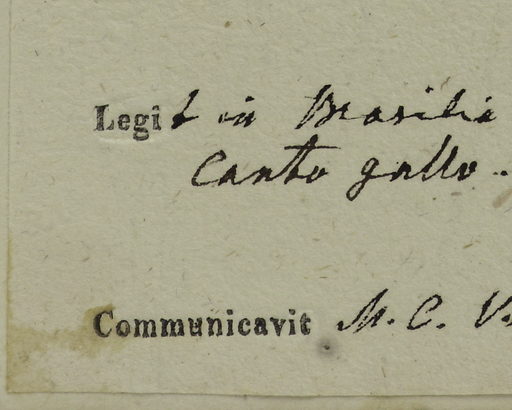 Legit in Brasilia
Canto gallo.
Communicavit M. C. V.